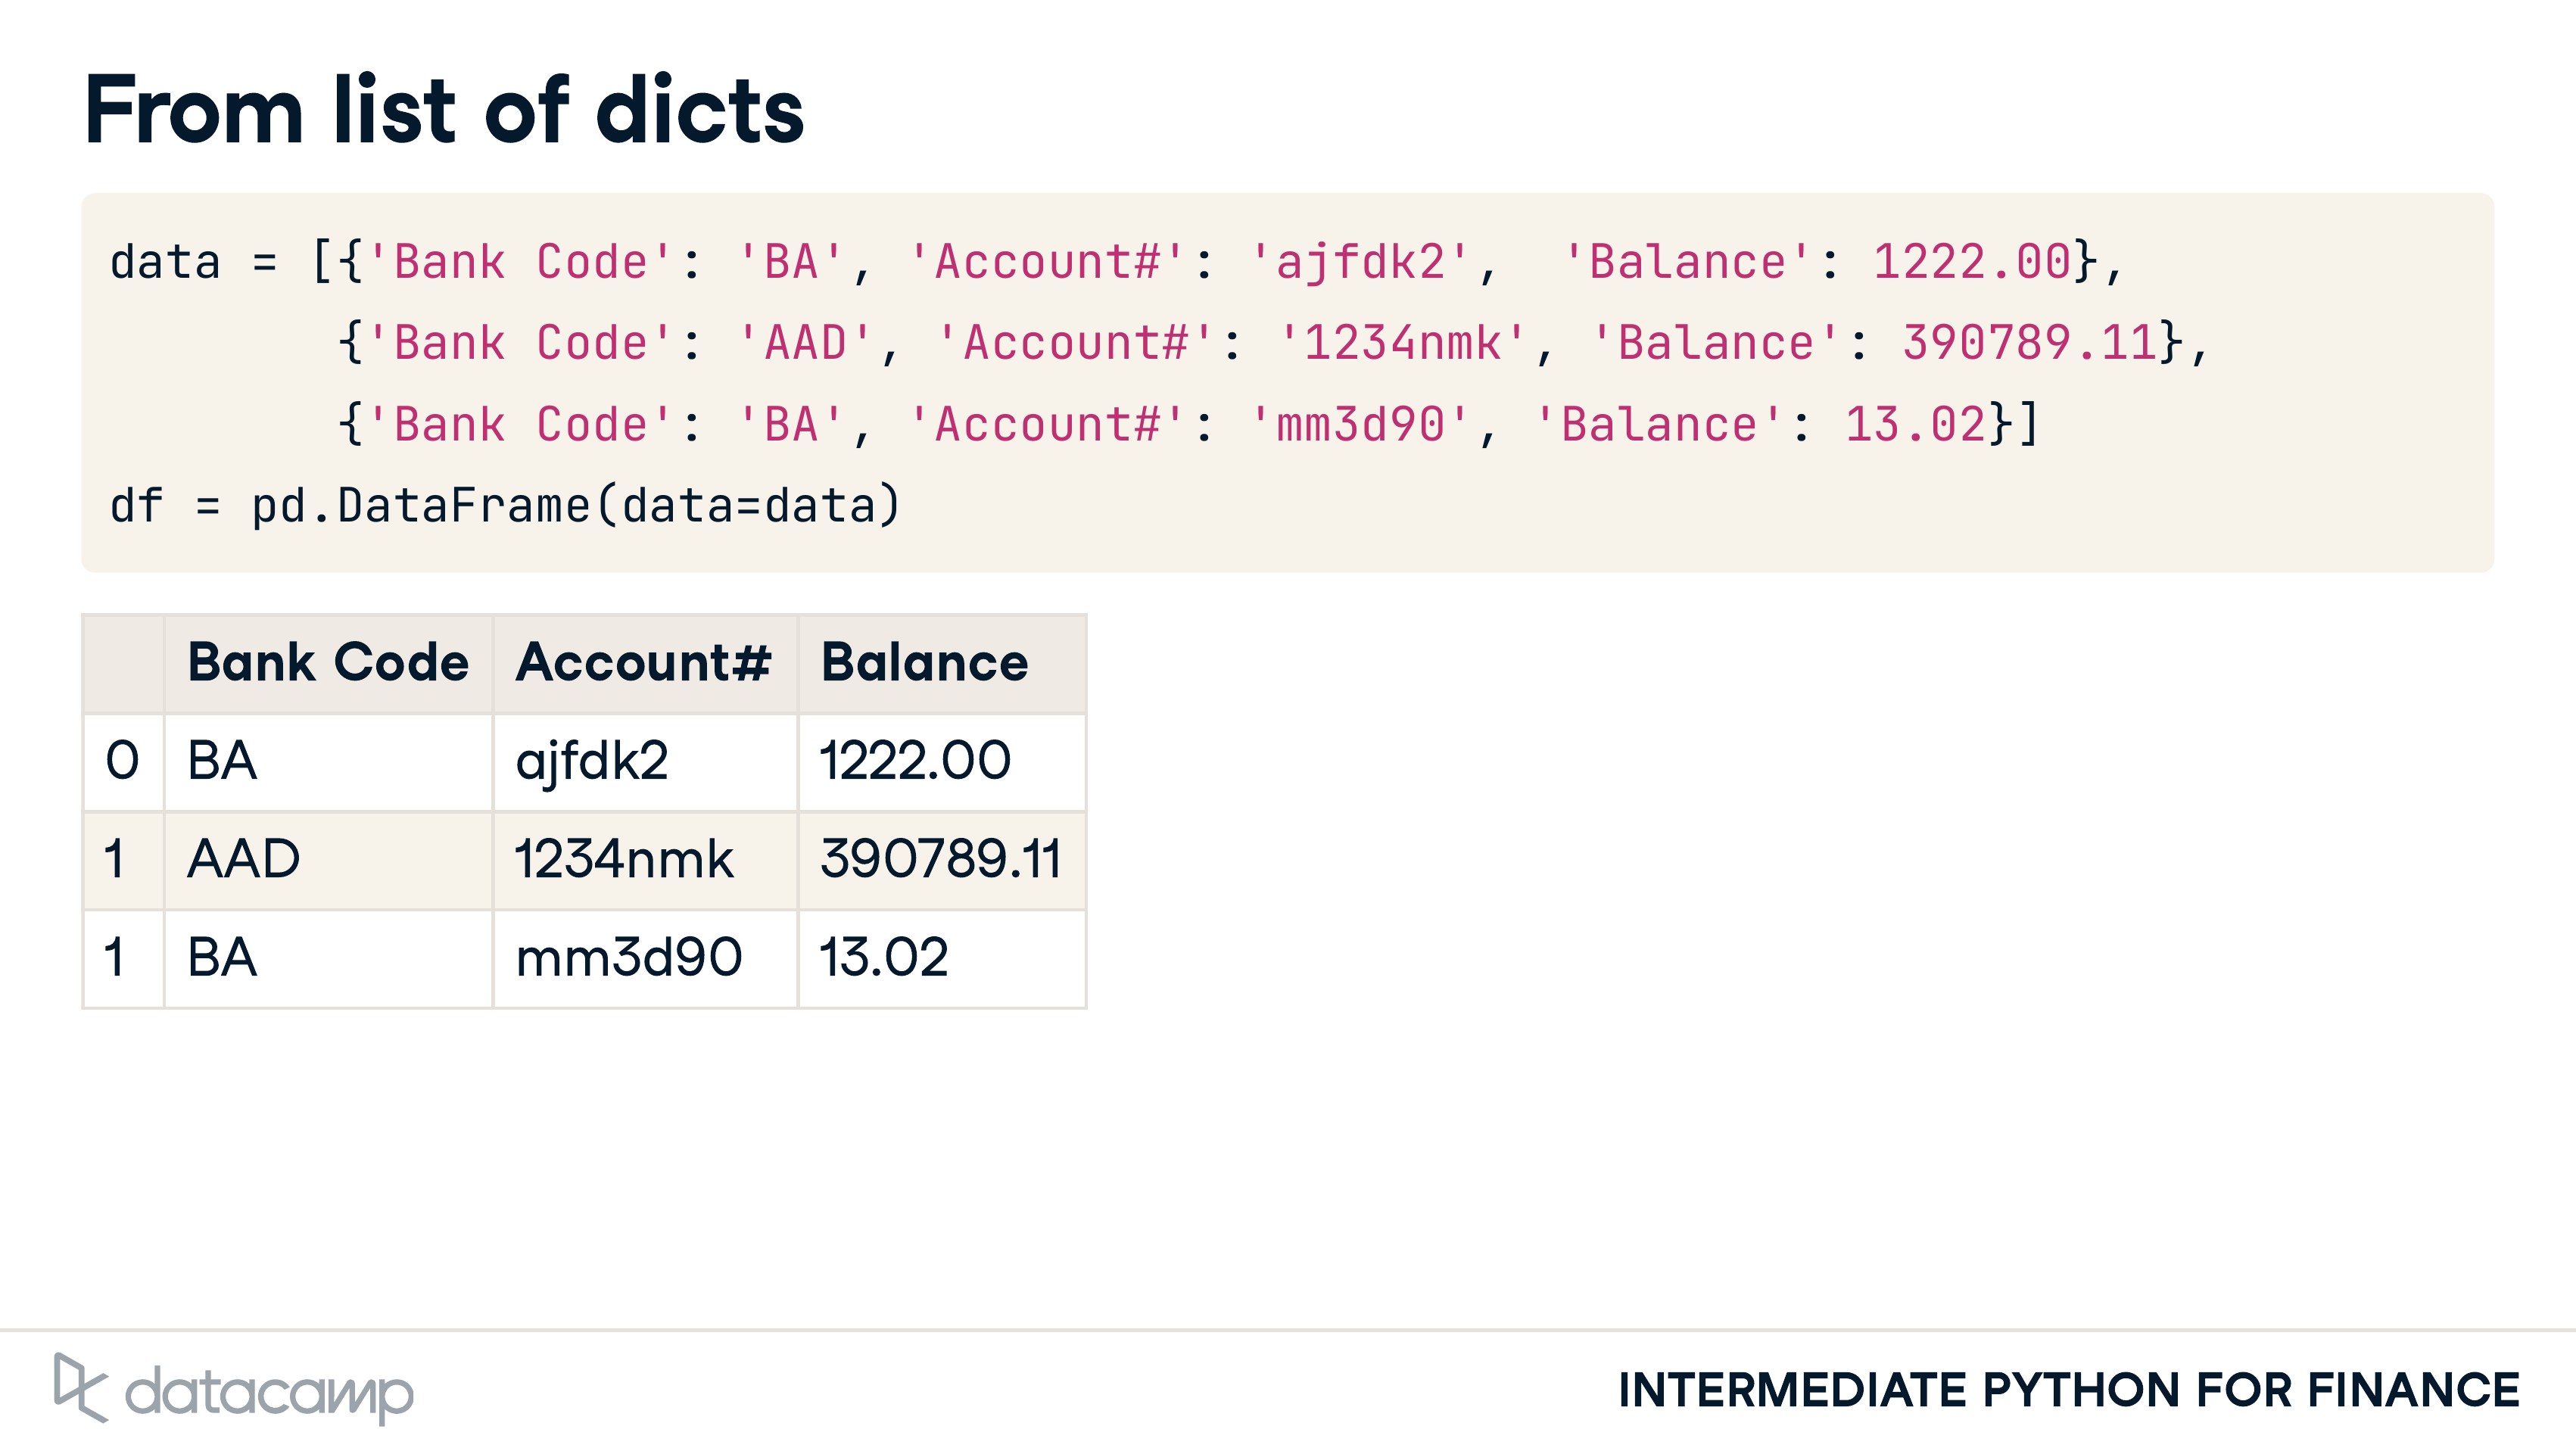 From list of dicts
data = [{'Bank Code': 'BA', 'Account#': 'ajfdk2',  'Balance': 1222.00},
        {'Bank Code': 'AAD', 'Account#': '1234nmk', 'Balance': 390789.11},
        {'Bank Code': 'BA', 'Account#': 'mm3d90', 'Balance': 13.02}]
df = pd.DataFrame(data=data)
Bank Code Account# Balance
0 BA ajfdk2 1222.00
1 AAD 1234nmk 390789.11
1 BA mm3d90 13.02
datacamp
INTERMEDIATE PYTHON FOR FINANCE